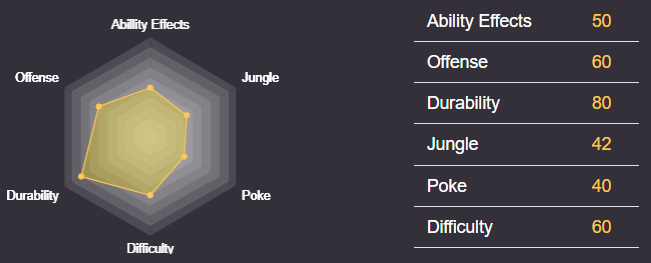 Ability Effects
Offense
Jungle
Durability
Poke
Difficulty
Ability Effects 50
Offense 60
Durability 80
Jungle 42
Poke 40
Difficulty 60